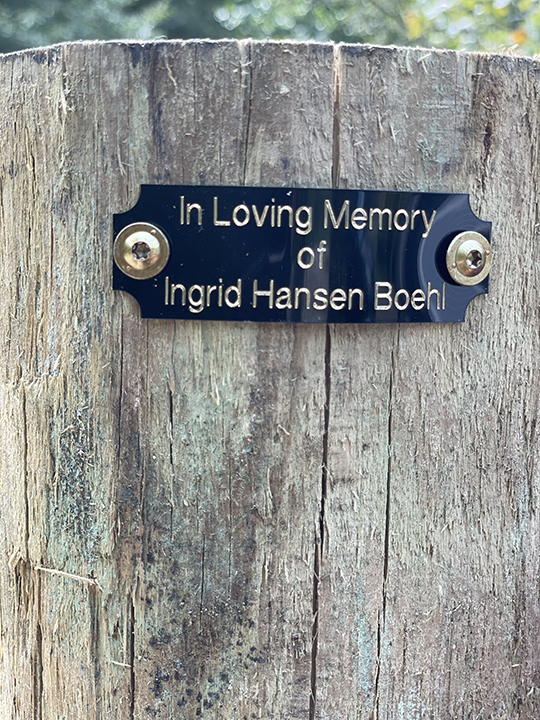 In Loving Memory
of
Ingrid Hansen Boehl